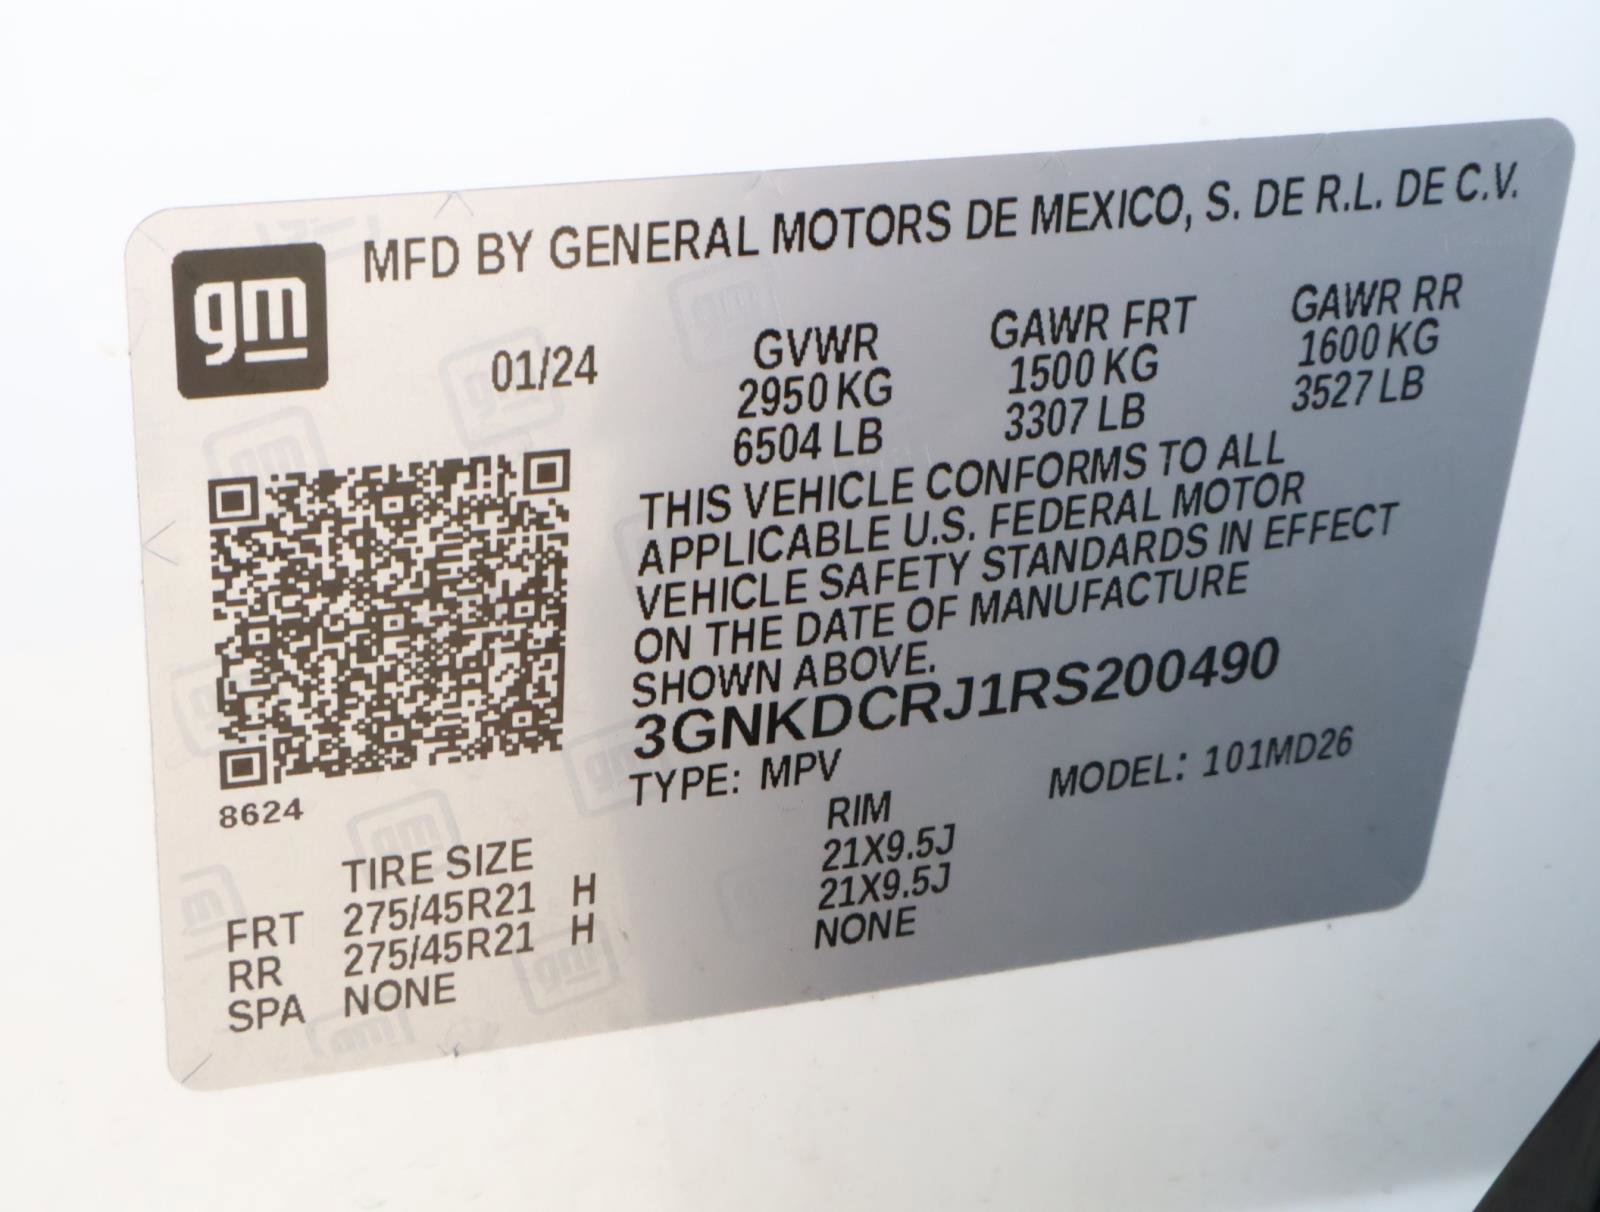 gm
MFD BY GENERAL MOTORS DE MEXICO, S. DE R.L. DE C.V.
01/24 GVWR GAWR FRT GAWR RR
2950 KG 1500 KG 1600 KG
6504 LB 3307 LB 3527 LB
THIS VEHICLE CONFORMS TO ALL
APPLICABLE U.S. FEDERAL MOTOR
VEHICLE SAFETY STANDARDS IN EFFECT
ON THE DATE OF MANUFACTURE
SHOWN ABOVE.
3GNKDCRJ1RS200490
TYPE: MPV MODEL: 101MD26
8624
TIRE SIZE RIM
FRT 275/45R21 H 21X9.5J
RR 275/45R21 H 21X9.5J
SPA NONE NONE